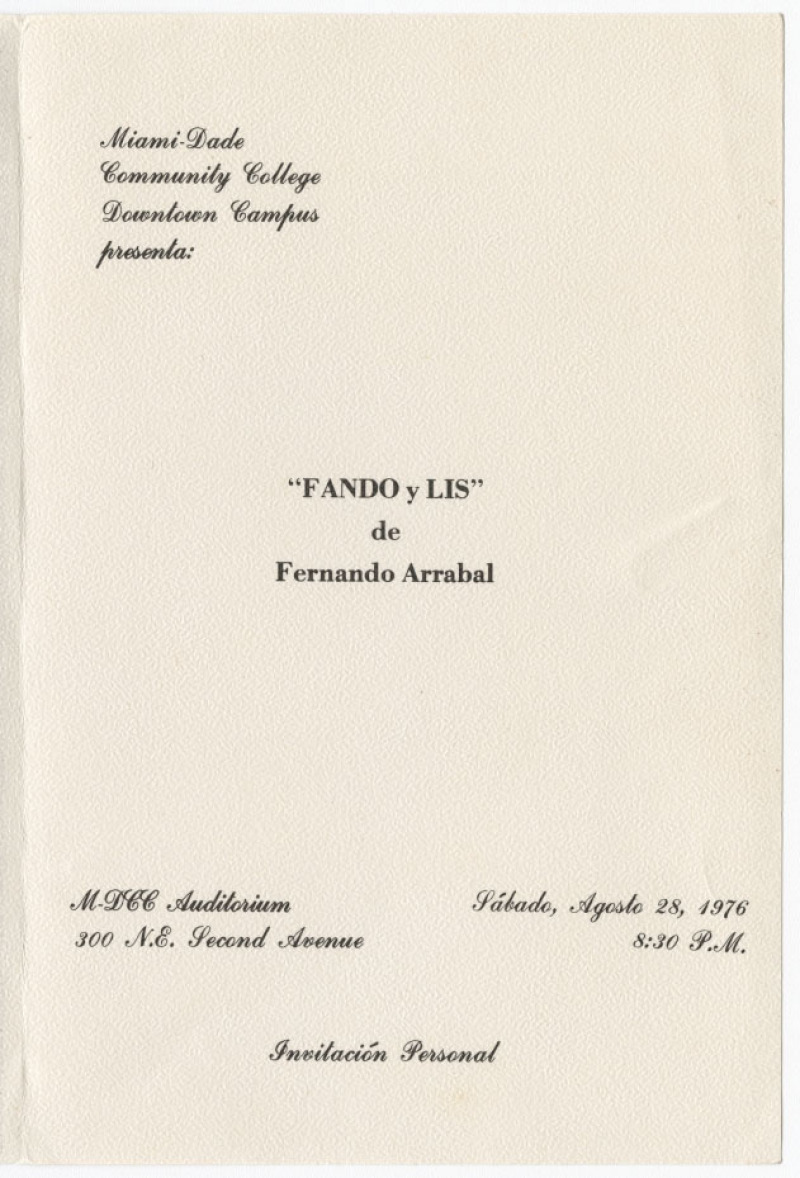 Miami-Dade
Community College
Downtown Campus
presenta:
“FANDO y LIS”
de
Fernando Arrabal
M-DCC Auditorium
300 N.E. Second Avenue
Sábado, Agosto 28, 1976
8:30 P.M.
Invitación Personal